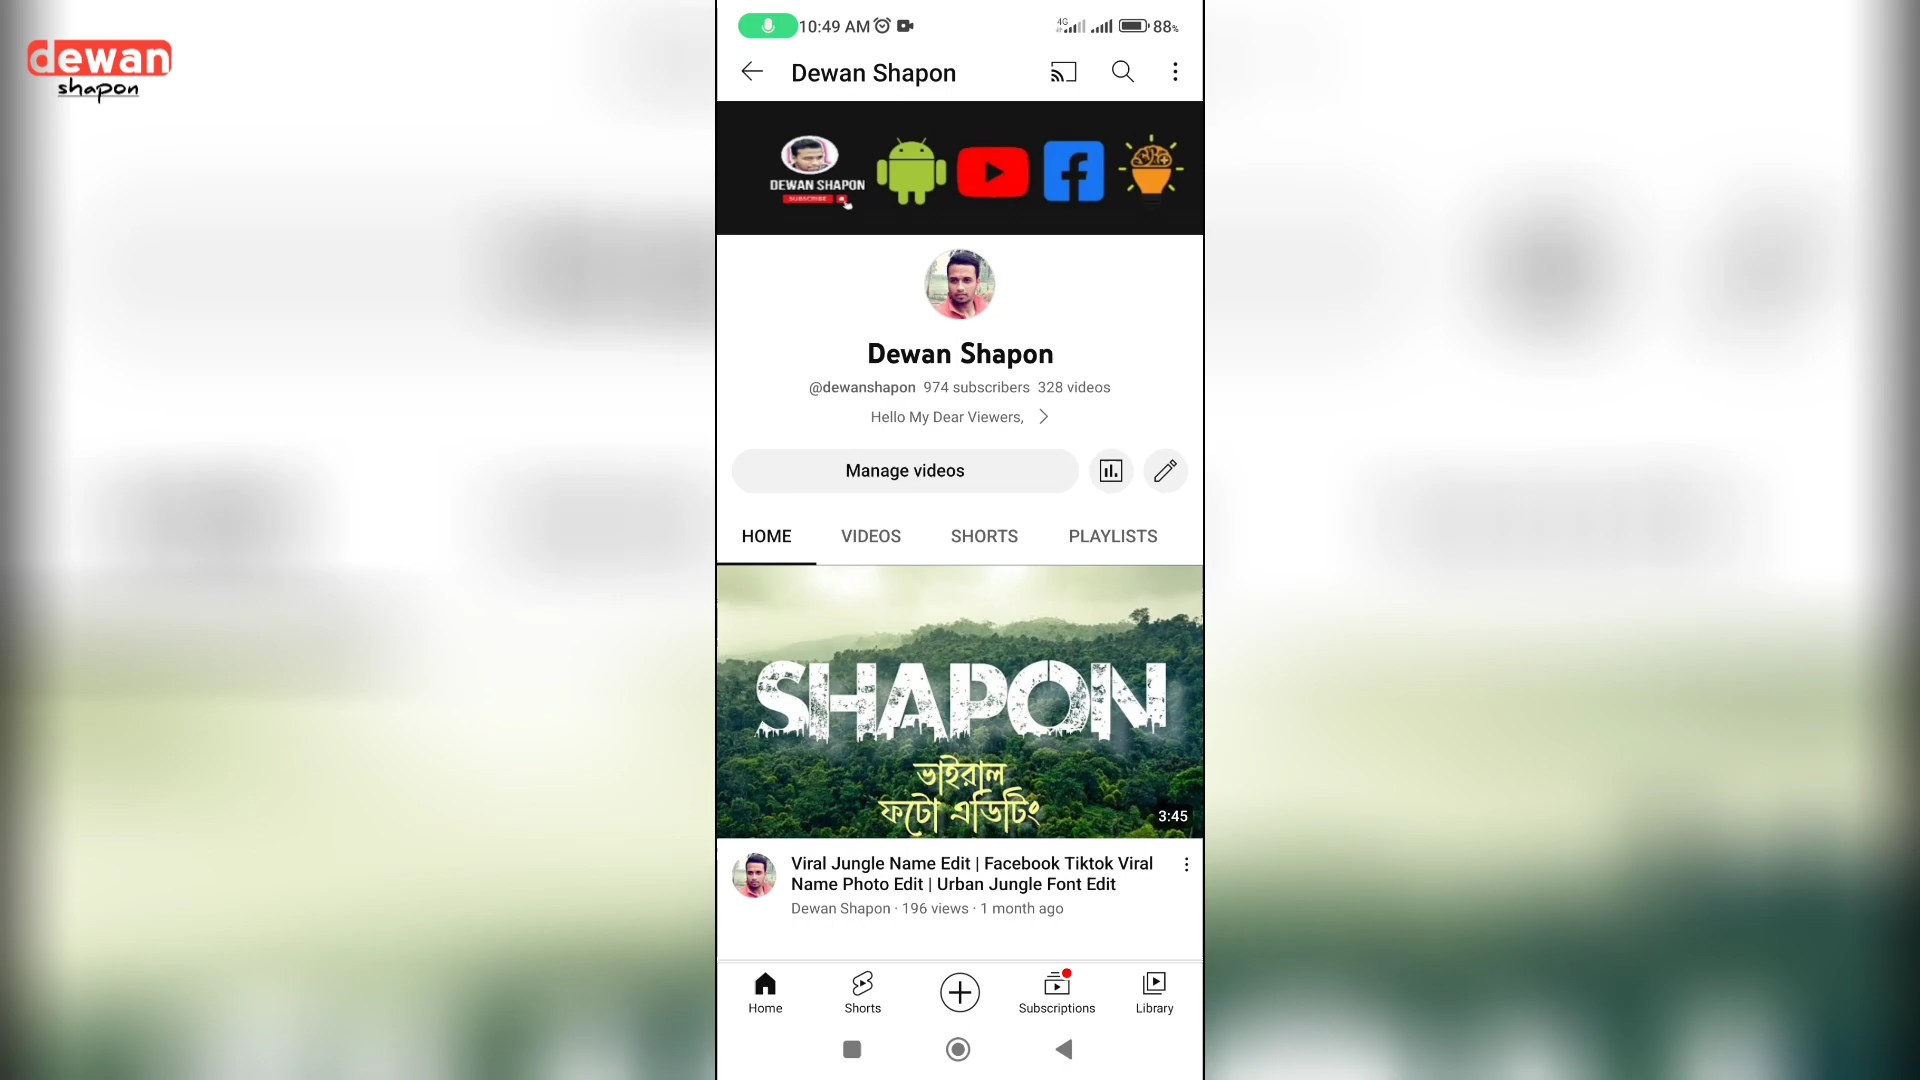 dewan
shapon
10:49 AM
4G
88%
Dewan Shapon
DEWAN SHAPON
SUBSCRIBE
Dewan Shapon
@dewanshapon 974 subscribers 328 videos
Hello My Dear Viewers,
Manage videos
HOME VIDEOS SHORTS PLAYLISTS
SHAPON
ভাইরাল
ফটো এডিটিং
3:45
Viral Jungle Name Edit | Facebook Tiktok Viral
Name Photo Edit | Urban Jungle Font Edit
Dewan Shapon · 196 views · 1 month ago
Home Shorts Subscriptions Library